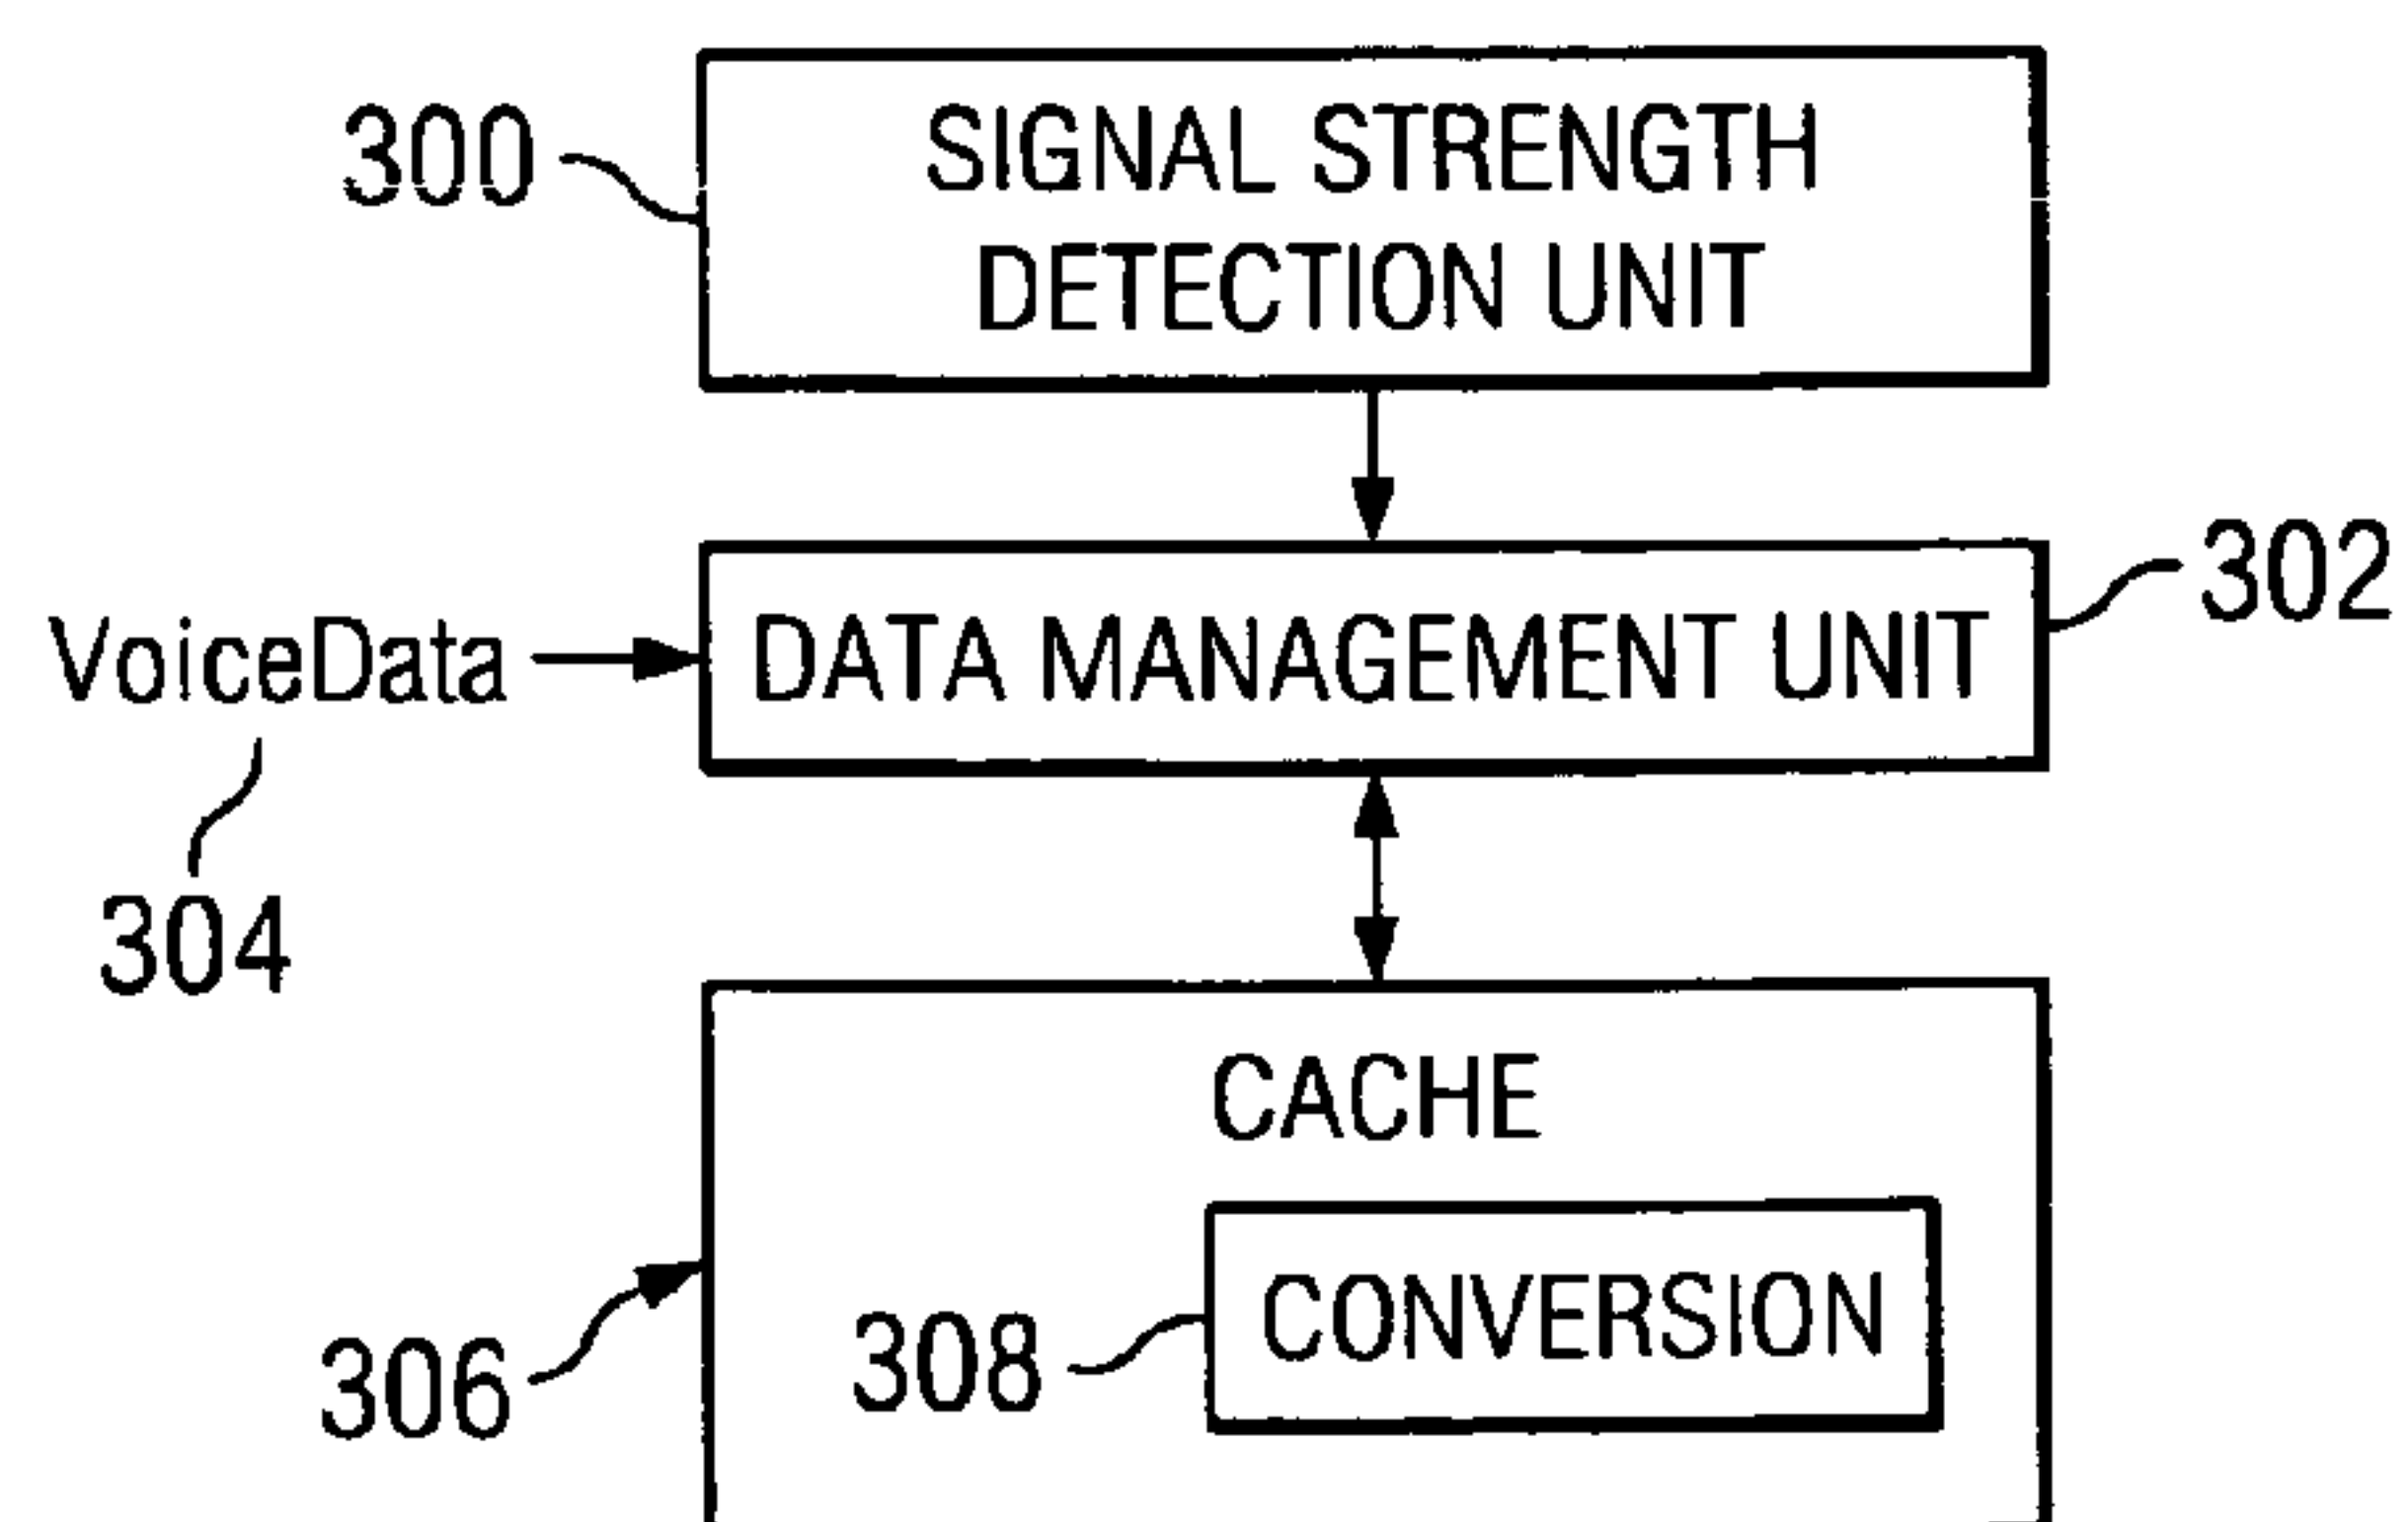 300
SIGNAL STRENGTH
DETECTION UNIT
302
VoiceData
DATA MANAGEMENT UNIT
304
CACHE
CONVERSION
308
306